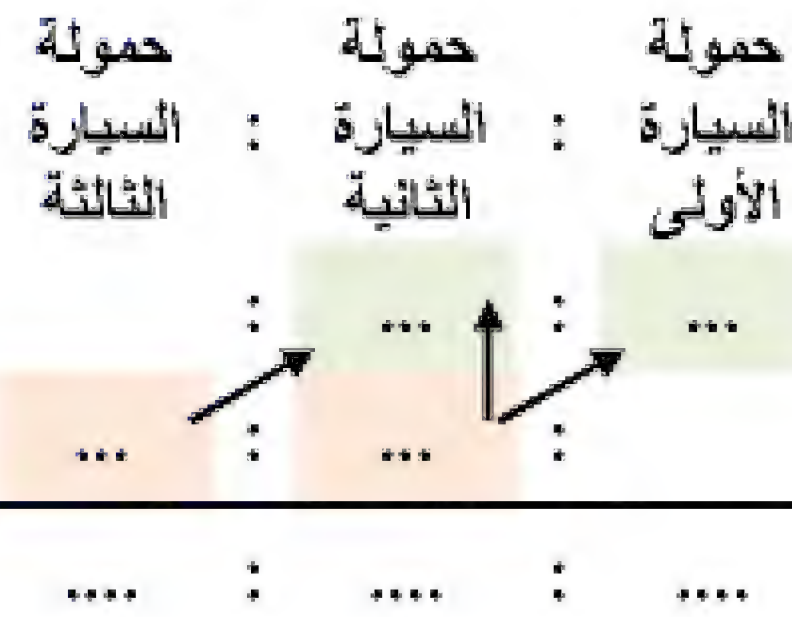 حمولة حمولة حمولة
السيارة : السيارة : السيارة
الأولى الثانية الثالثة
... : ... :
: ... : ...
.... : .... : ....